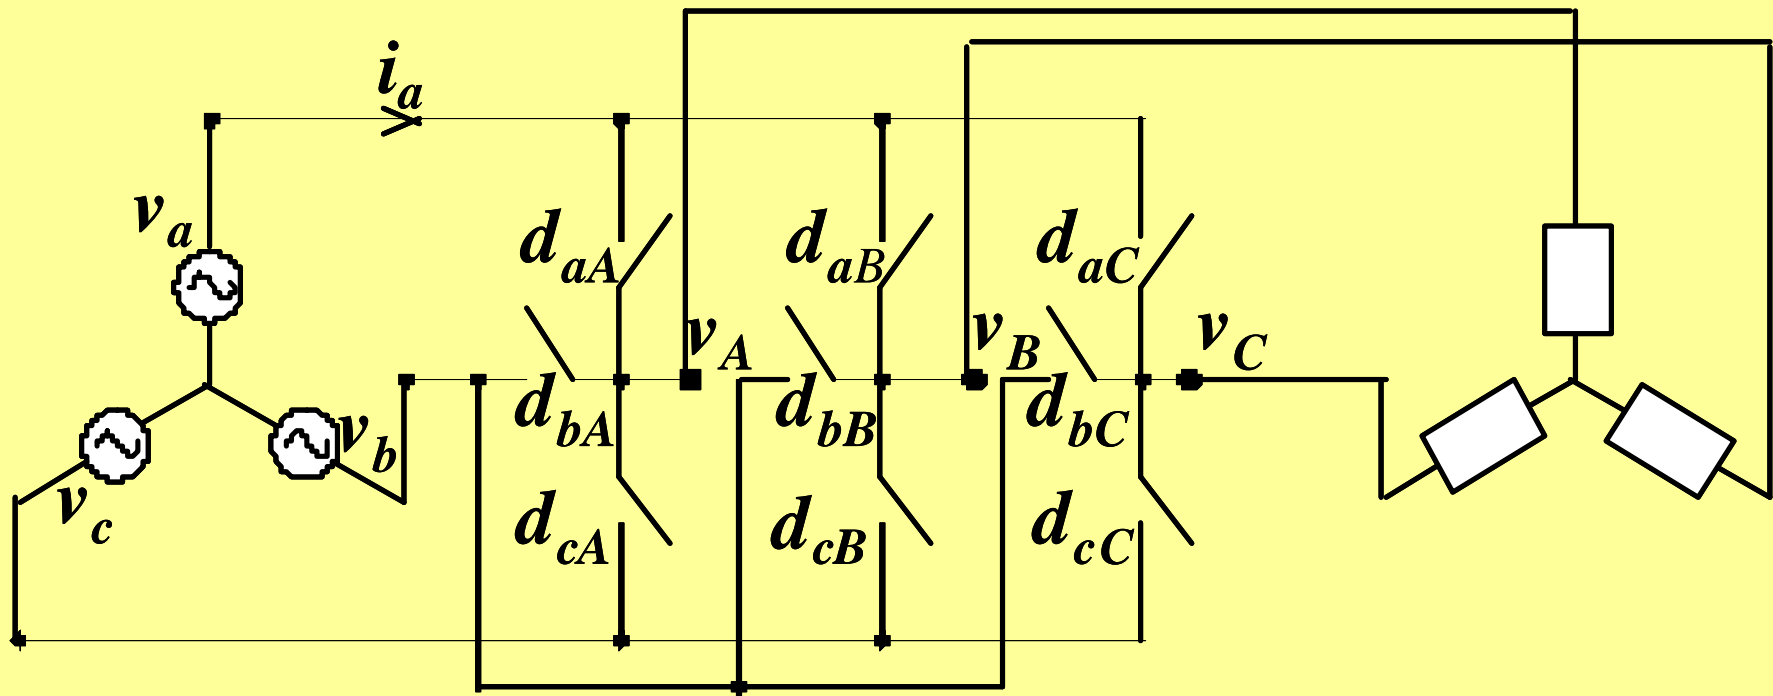 i_a
v_a
d_aA d_aB d_aC
v_A v_B v_C
v_b d_bA d_bB d_bC
v_c d_cA d_cB d_cC